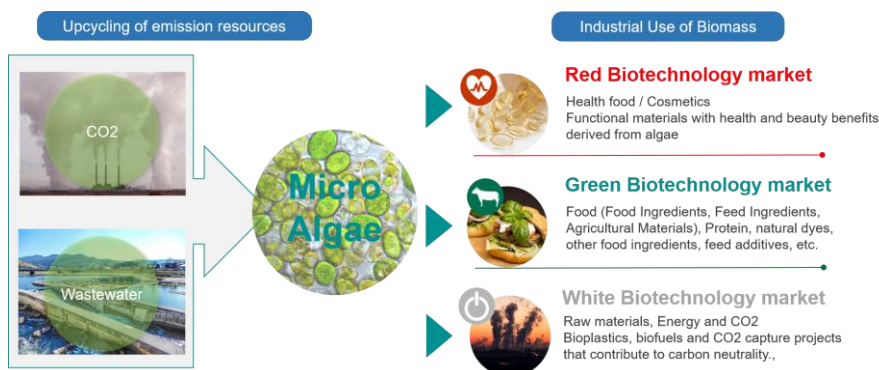 Upcycling of emission resources
Industrial Use of Biomass
CO2
Wastewater
Micro
Algae
Red Biotechnology market
Health food / Cosmetics
Functional materials with health and beauty benefits
derived from algae
Green Biotechnology market
Food (Food Ingredients, Feed Ingredients,
Agricultural Materials), Protein, natural dyes,
other food ingredients, feed additives, etc.
White Biotechnology market
Raw materials, Energy and CO2
Bioplastics, biofuels and CO2 capture projects
that contribute to carbon neutrality.,